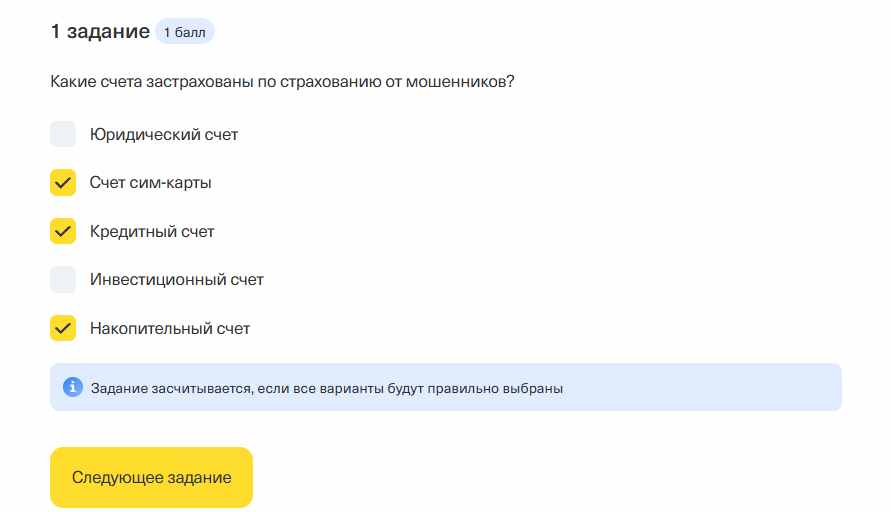 1 задание 1 балл
Какие счета застрахованы по страхованию от мошенников?
Юридический счет
Счет сим-карты
Кредитный счет
Инвестиционный счет
Накопительный счет
Задание засчитывается, если все варианты будут правильно выбраны
Следующее задание